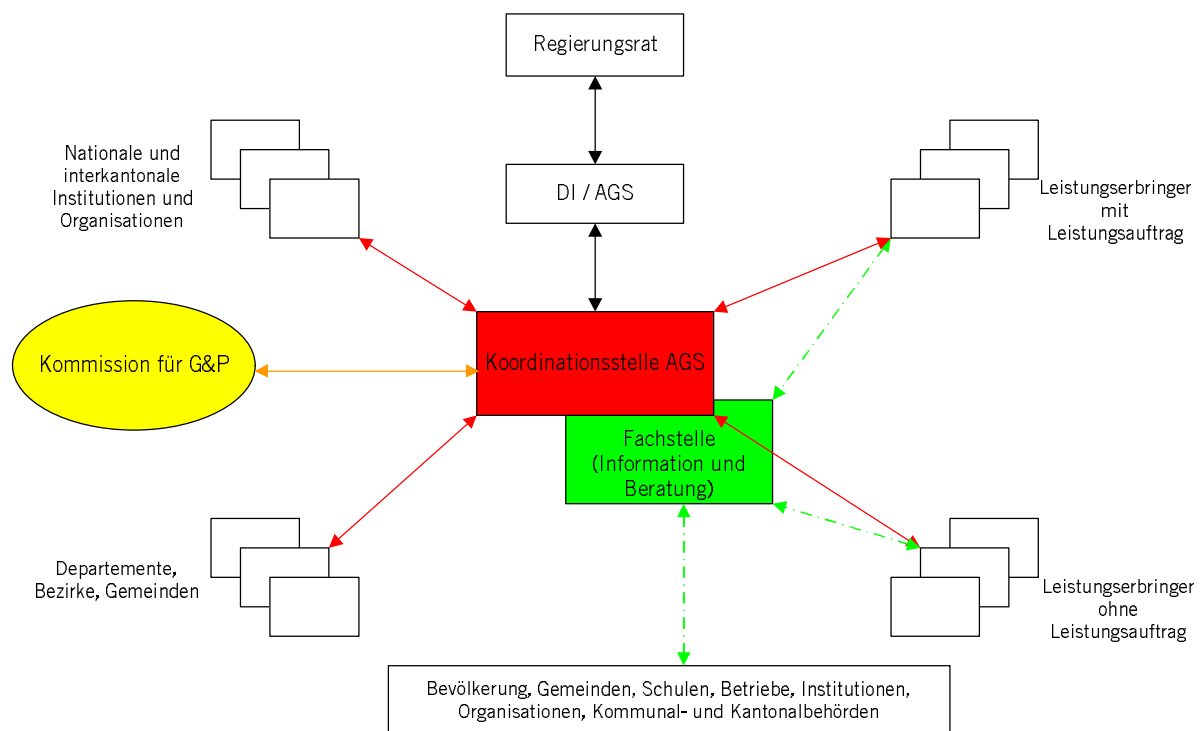 Regierungsrat
Nationale und
interkantonale
Institutionen und
Organisationen
DI / AGS
Leistungserbringer
mit
Leistungsauftrag
Kommission für G&P
Koordinationsstelle AGS
Fachstelle
(Information und
Beratung)
Departemente,
Bezirke, Gemeinden
Leistungserbringer
ohne
Leistungsauftrag
Bevölkerung, Gemeinden, Schulen, Betriebe, Institutionen,
Organisationen, Kommunal- und Kantonalbehörden